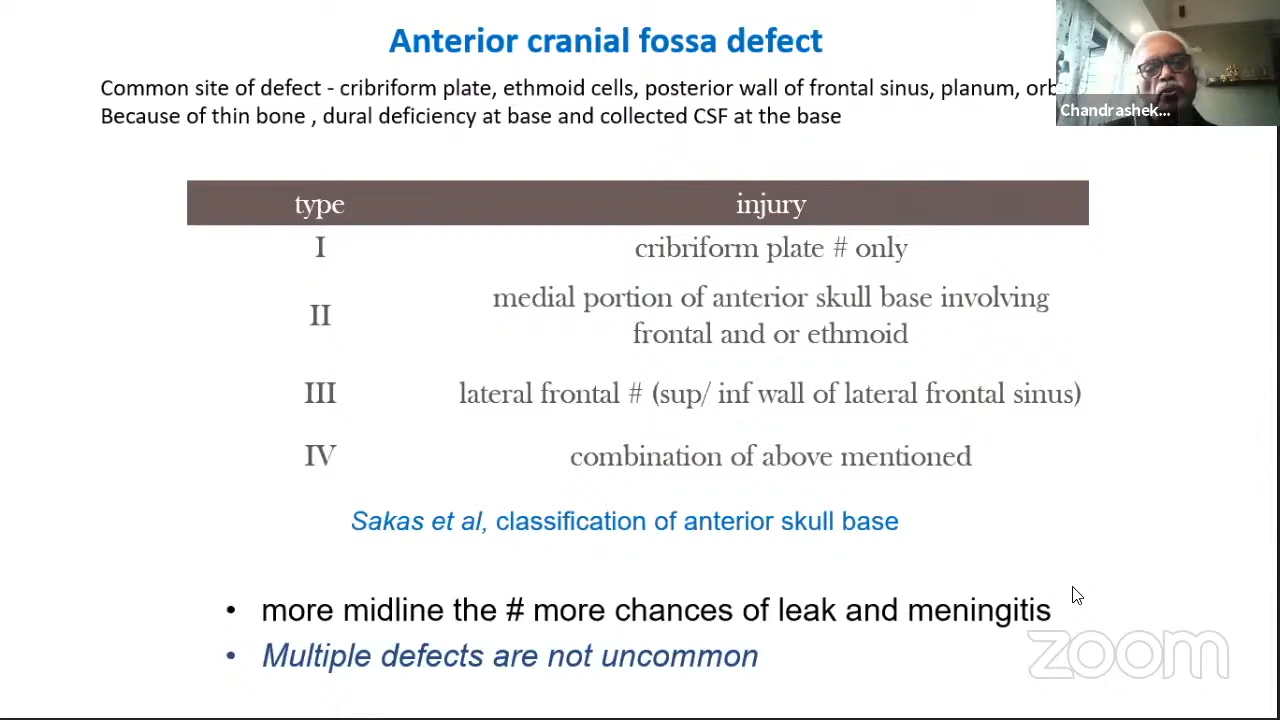 Anterior cranial fossa defect
Common site of defect - cribriform plate, ethmoid cells, posterior wall of frontal sinus, planum,
Because of thin bone , dural deficiency at base and collected CSF at the base
Chandrashek...
type injury
I cribriform plate # only
II medial portion of anterior skull base involving
frontal and or ethmoid
III lateral frontal # (sup/ inf wall of lateral frontal sinus)
IV combination of above mentioned
Sakas et al, classification of anterior skull base
• more midline the # more chances of leak and meningitis
• Multiple defects are not uncommon
zoom